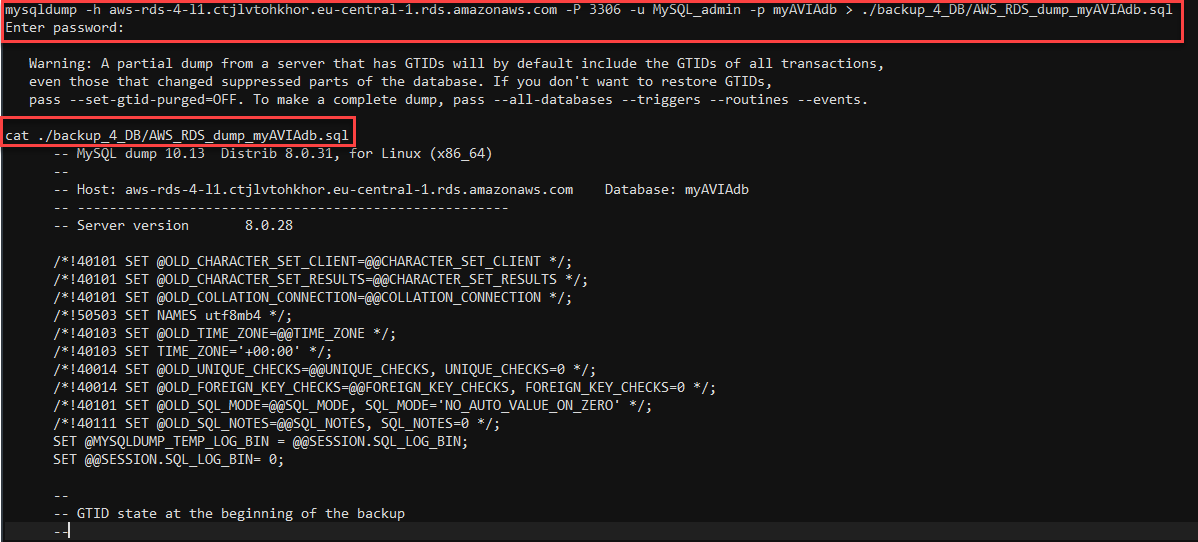 mysqldump -h aws-rds-4-l1.ctjlvtohkhor.eu-central-1.rds.amazonaws.com -P 3306 -u MySQL_admin -p myAVIAdb > ./backup_4_DB/AWS_RDS_dump_myAVIAdb.sql
Enter password:
Warning: A partial dump from a server that has GTIDs will by default include the GTIDs of all transactions,
even those that changed suppressed parts of the database. If you don't want to restore GTIDs,
pass --set-gtid-purged=OFF. To make a complete dump, pass --all-databases --triggers --routines --events.
cat ./backup_4_DB/AWS_RDS_dump_myAVIAdb.sql
-- MySQL dump 10.13  Distrib 8.0.31, for Linux (x86_64)
--
-- Host: aws-rds-4-l1.ctjlvtohkhor.eu-central-1.rds.amazonaws.com    Database: myAVIAdb
-- ------------------------------------------------------
-- Server version       8.0.28
/*!40101 SET @OLD_CHARACTER_SET_CLIENT=@@CHARACTER_SET_CLIENT */;
/*!40101 SET @OLD_CHARACTER_SET_RESULTS=@@CHARACTER_SET_RESULTS */;
/*!40101 SET @OLD_COLLATION_CONNECTION=@@COLLATION_CONNECTION */;
/*!50503 SET NAMES utf8mb4 */;
/*!40103 SET @OLD_TIME_ZONE=@@TIME_ZONE */;
/*!40103 SET TIME_ZONE='+00:00' */;
/*!40014 SET @OLD_UNIQUE_CHECKS=@@UNIQUE_CHECKS, UNIQUE_CHECKS=0 */;
/*!40014 SET @OLD_FOREIGN_KEY_CHECKS=@@FOREIGN_KEY_CHECKS, FOREIGN_KEY_CHECKS=0 */;
/*!40101 SET @OLD_SQL_MODE=@@SQL_MODE, SQL_MODE='NO_AUTO_VALUE_ON_ZERO' */;
/*!40111 SET @OLD_SQL_NOTES=@@SQL_NOTES, SQL_NOTES=0 */;
SET @MYSQLDUMP_TEMP_LOG_BIN = @@SESSION.SQL_LOG_BIN;
SET @@SESSION.SQL_LOG_BIN= 0;
--
-- GTID state at the beginning of the backup
--